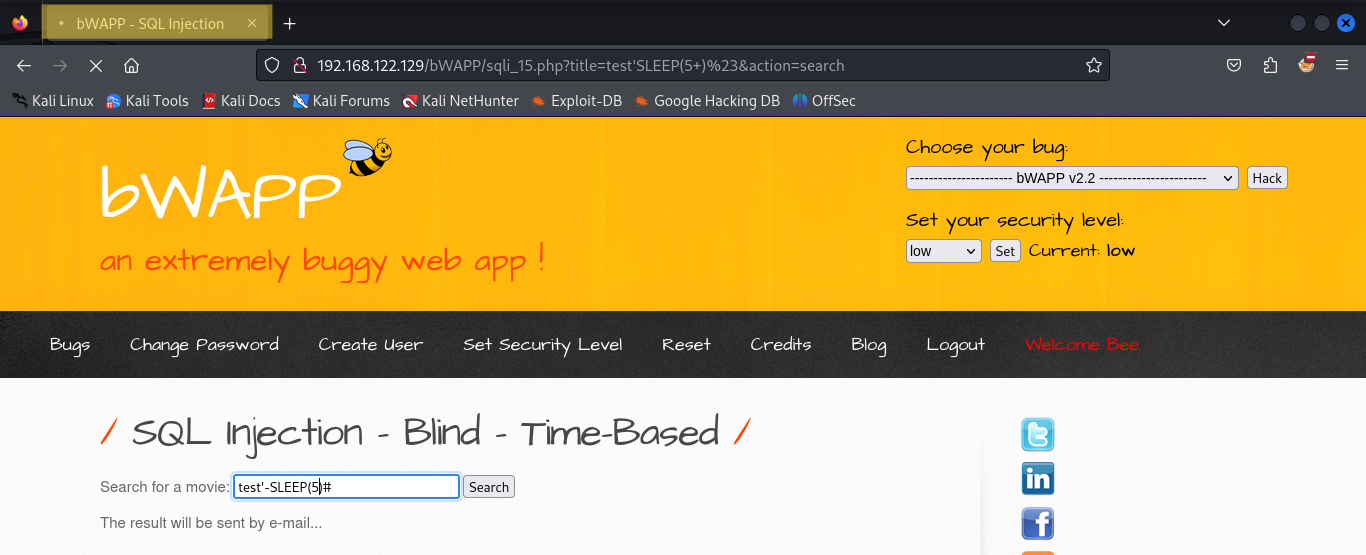 bWAPP - SQL Injection
192.168.122.129/bWAPP/sqli_15.php?title=test'SLEEP(5+)%23&action=search
Kali Linux Kali Tools Kali Docs Kali Forums Kali NetHunter Exploit-DB Google Hacking DB OffSec
bWAPP
an extremely buggy web app !
Choose your bug:
---------------------- bWAPP v2.2 ----------------------- Hack
Set your security level:
low Set Current: low
Bugs Change Password Create User Set Security Level Reset Credits Blog Logout Welcome Bee
/ SQL Injection - Blind - Time-Based /
Search for a movie: test'-SLEEP(5)# Search
The result will be sent by e-mail...
in